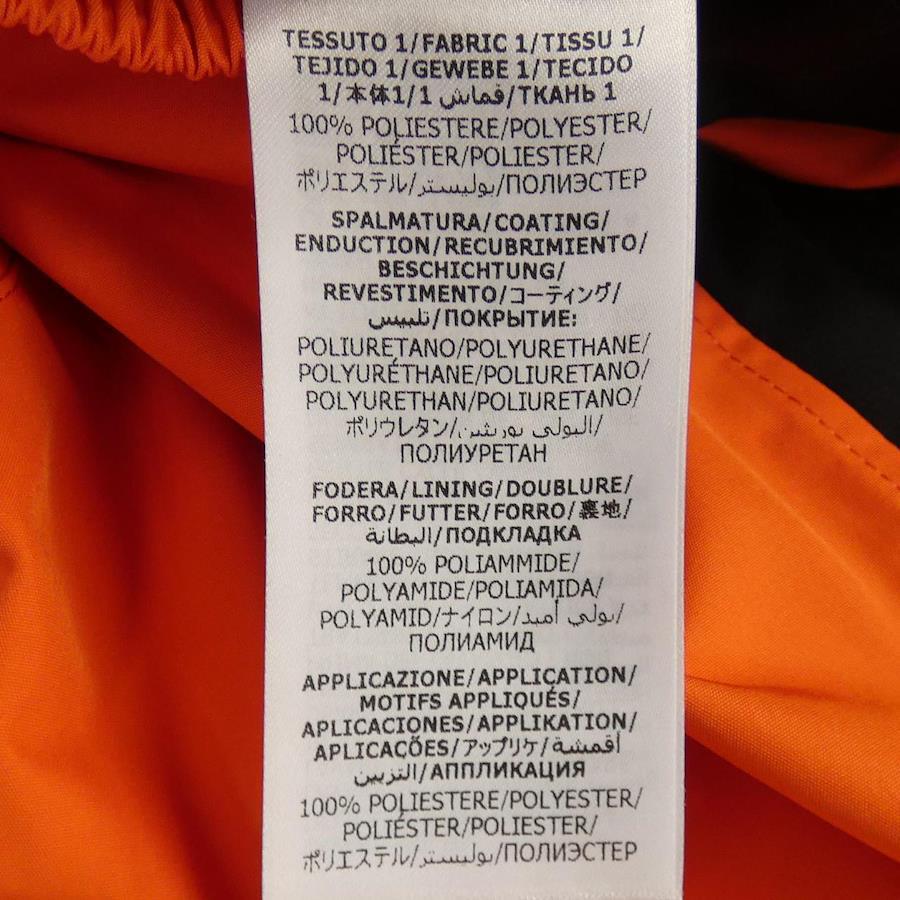 TESSUTO 1/FABRIC 1/TISSU 1/
TEJIDO 1/GEWEBE 1/TECIDO
1/本体1/1 قماش/ТКАНЬ 1
100% POLIESTERE/POLYESTER/
POLIÉSTER/POLIESTER/
ポリエステル/بوليستر/ПОЛИЭСТЕР
SPALMATURA/COATING/
ENDUCTION/RECUBRIMIENTO/
BESCHICHTUNG/
REVESTIMENTO/コーティング/
تلبيس/ПОКРЫТИЕ:
POLIURETANO/POLYURETHANE/
POLYURÉTHANE/POLIURETANO/
POLYURETHAN/POLIURETANO/
ポリウレタン/البولي يورشين/
ПОЛИУРЕТАН
FODERA/LINING/DOUBLURE/
FORRO/FUTTER/FORRO/裏地/
البطانة/ПОДКЛАДКА
100% POLIAMMIDE/
POLYAMIDE/POLIAMIDA/
POLYAMID/ナイロン/بولي أميد/
ПОЛИАМИД
APPLICAZIONE/APPLICATION/
MOTIFS APPLIQUÉS/
APLICACIONES/APPLIKATION/
APLICAÇÕES/アップリケ/أقمشة
التزيين/АППЛИКАЦИЯ
100% POLIESTERE/POLYESTER/
POLIÉSTER/POLIESTER/
ポリエステル/بوليستر/ПОЛИЭСТЕР